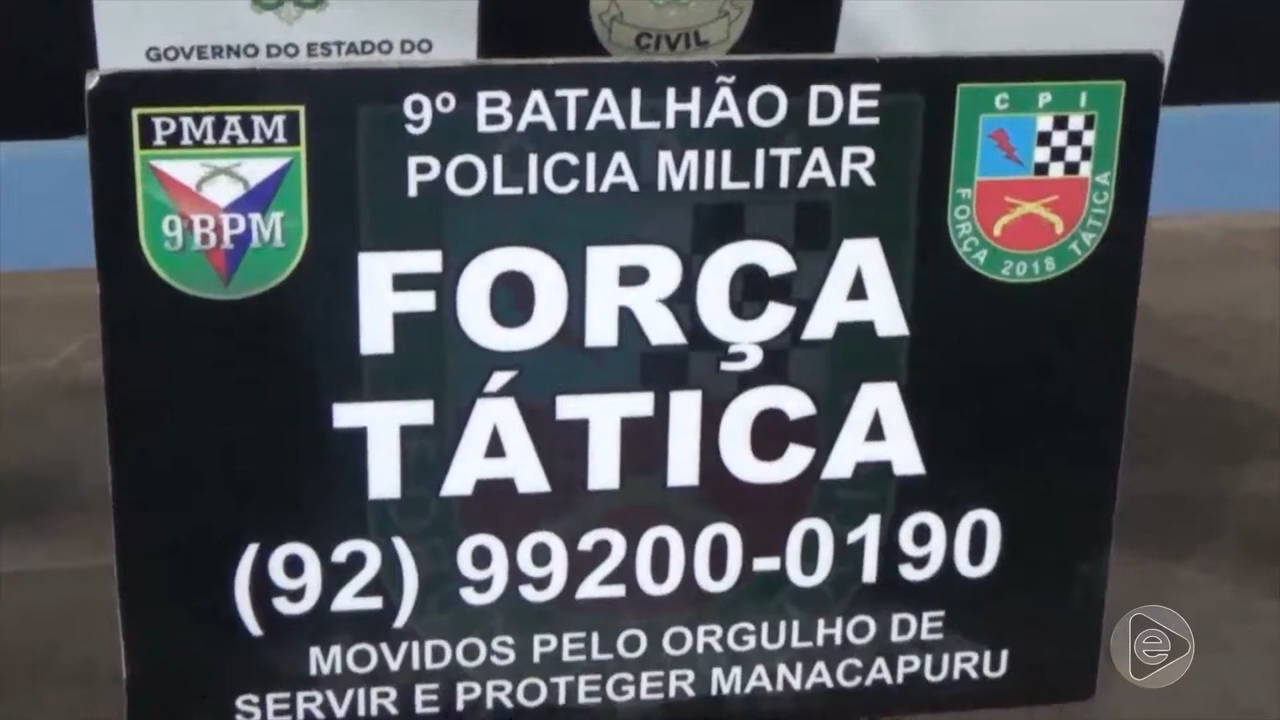 GOVERNO DO ESTADO DO
CIVIL
9º BATALHÃO DE
POLICIA MILITAR
PMAM
9ºBPM
CPI
FORÇA 2018 TÁTICA
FORÇA
TÁTICA
(92) 99200-0190
MOVIDOS PELO ORGULHO DE
SERVIR E PROTEGER MANACAPURU
e